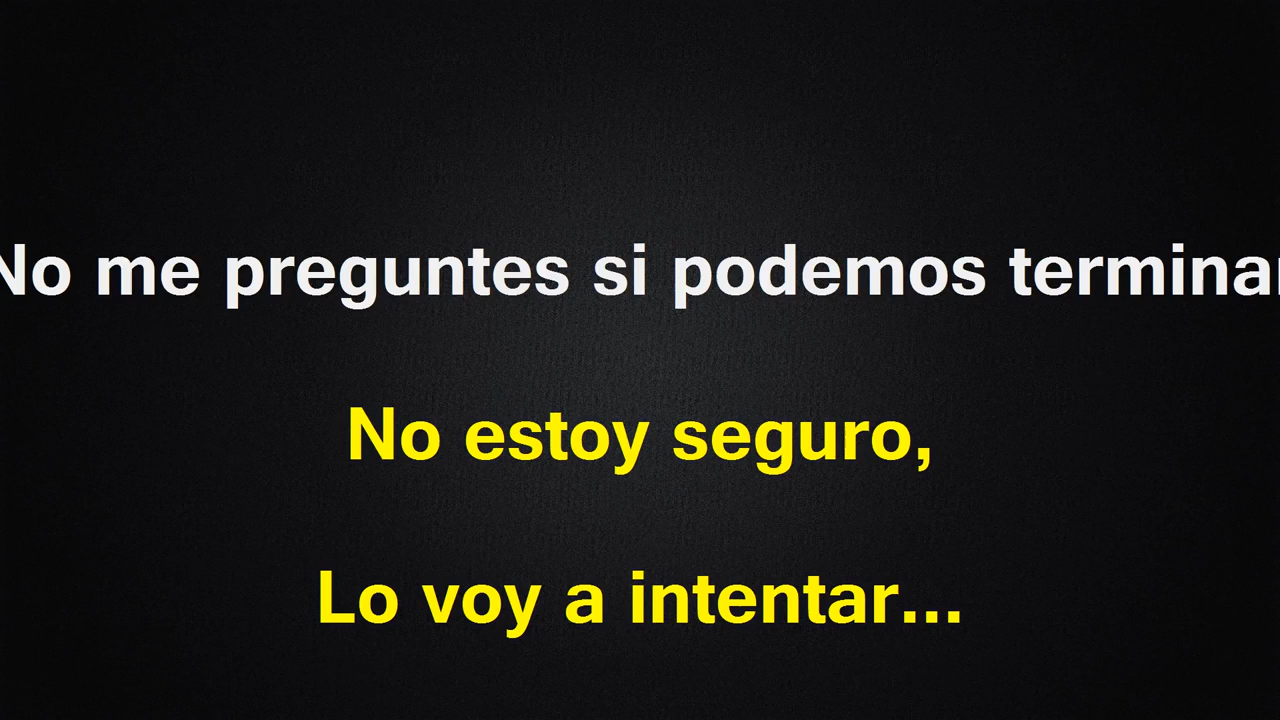 No me preguntes si podemos terminar
No estoy seguro,
Lo voy a intentar...